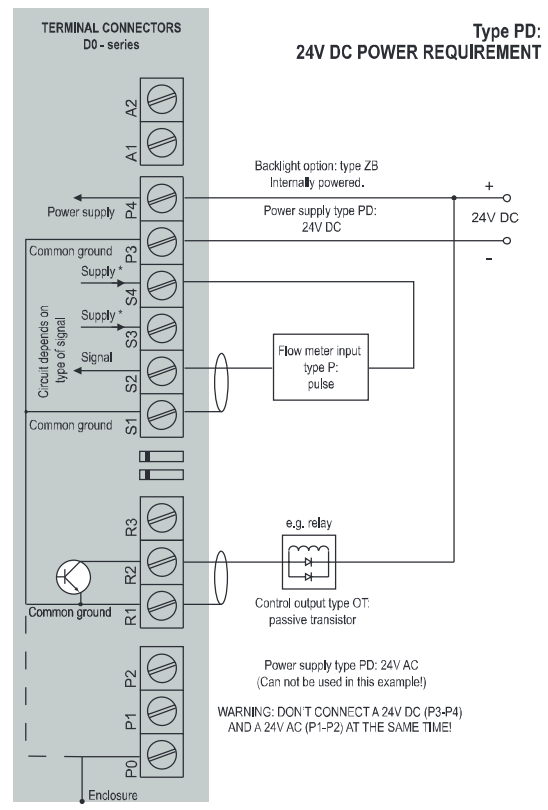 TERMINAL CONNECTORS
D0 - series
Type PD:
24V DC POWER REQUIREMENT
A2
A1
Backlight option: type ZB
Internally powered.
P4
Power supply
+
24V DC
-
Power supply type PD:
24V DC
P3
Common ground
Supply *
S4
Supply *
S3
Circuit depends on
type of signal
Signal
S2
Flow meter input
type P:
pulse
Common ground
S1
R3
e.g. relay
R2
Common ground
R1
Control output type OT:
passive transistor
P2
Power supply type PD: 24V AC
(Can not be used in this example!)
P1
WARNING: DON'T CONNECT A 24V DC (P3-P4)
AND A 24V AC (P1-P2) AT THE SAME TIME!
P0
Enclosure